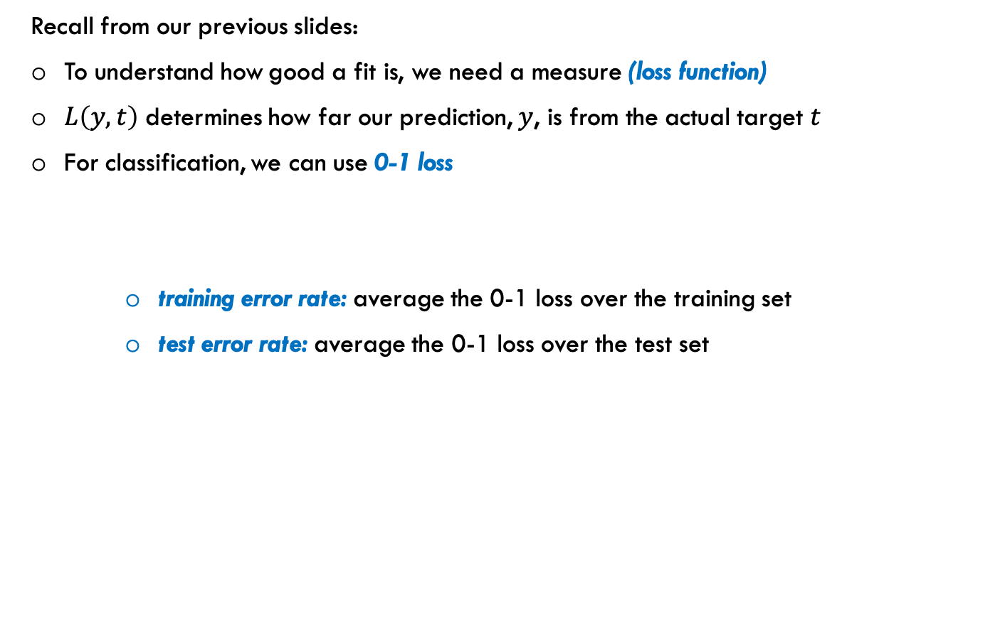 Recall from our previous slides:
○ To understand how good a fit is, we need a measure (loss function)
○ L(y, t) determines how far our prediction, y, is from the actual target t
○ For classification, we can use 0-1 loss
○ training error rate: average the 0-1 loss over the training set
○ test error rate: average the 0-1 loss over the test set